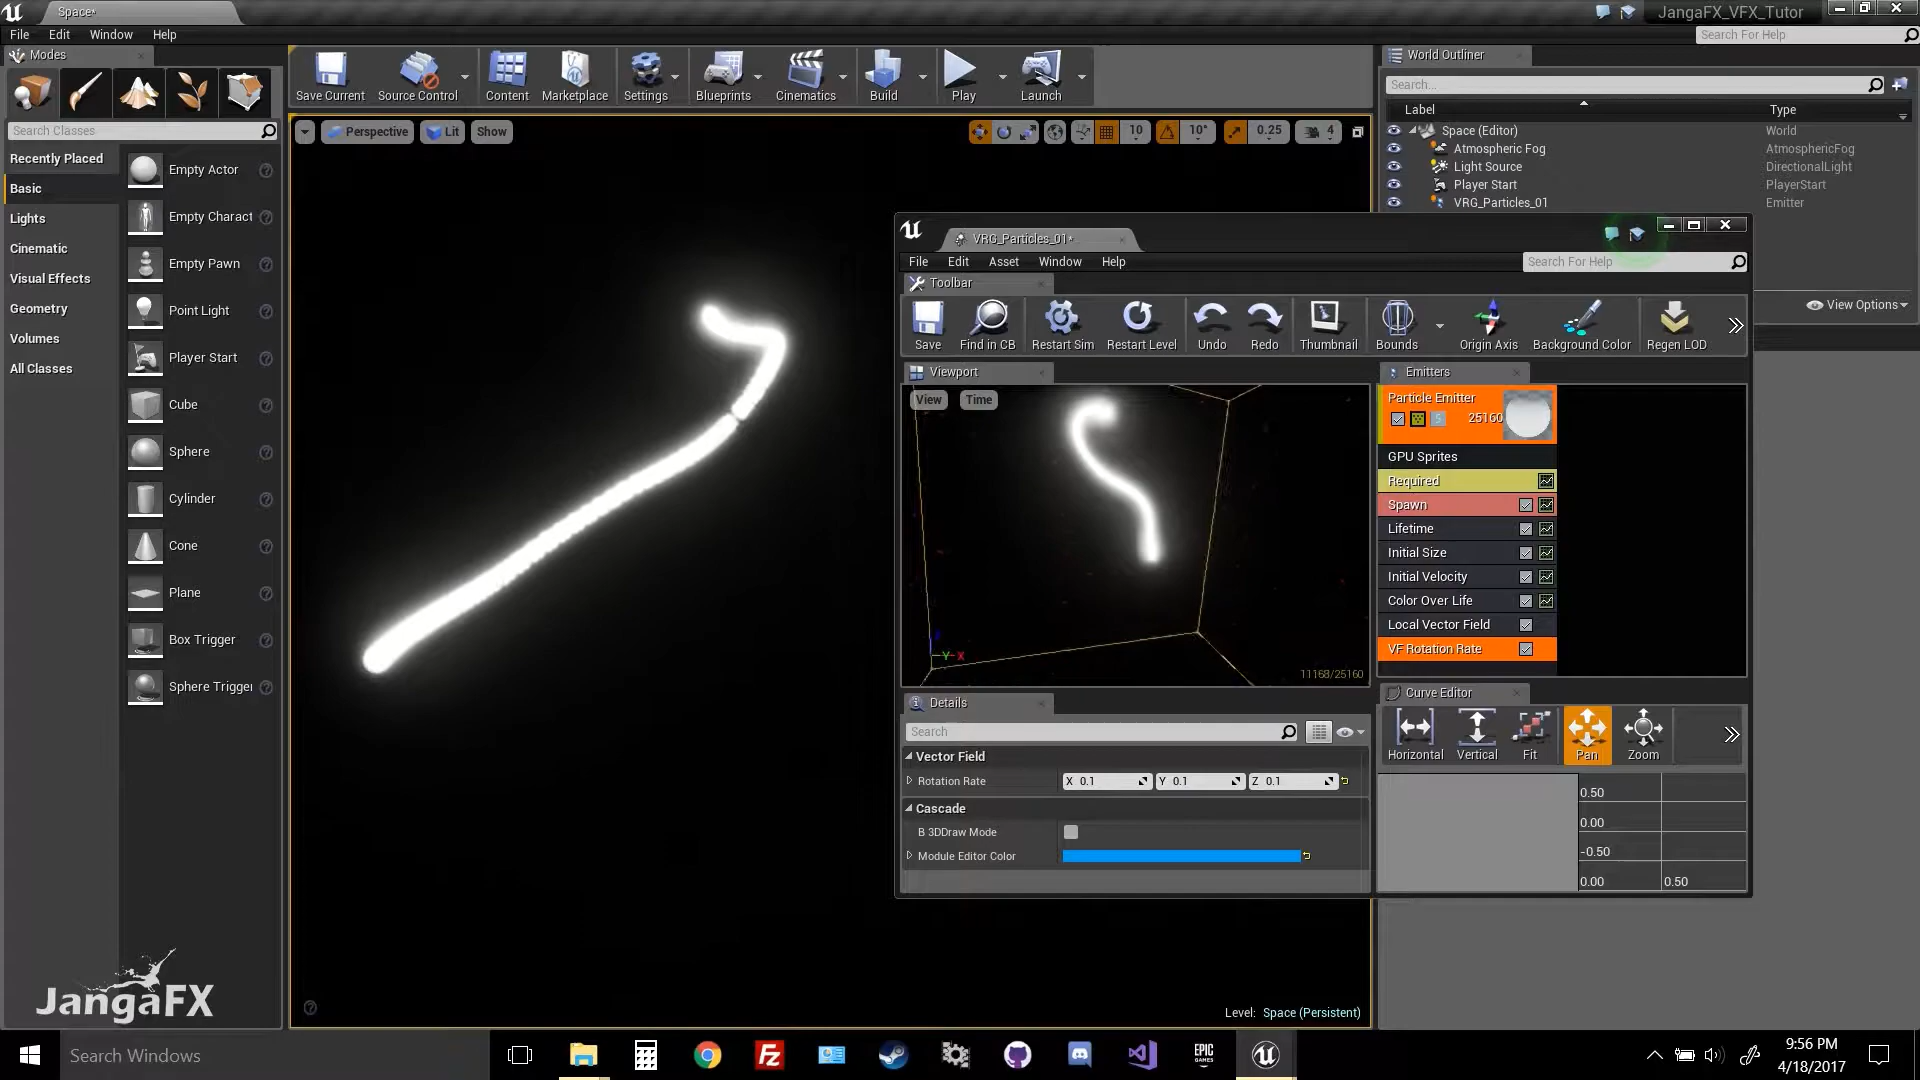 Space*
JangaFX_VFX_Tutor
File Edit Window Help
Search For Help
Modes
Save Current Source Control Content Marketplace Settings Blueprints Cinematics Build Play Launch
World Outliner
Search...
Label Type
Search Classes
Perspective Lit Show
10 10° 0.25 4
Space (Editor) World
Atmospheric Fog AtmosphericFog
Light Source DirectionalLight
Player Start PlayerStart
VRG_Particles_01 Emitter
View Options
Recently Placed
Basic
Lights
Cinematic
Visual Effects
Geometry
Volumes
All Classes
Empty Actor
Empty Charact
Empty Pawn
Point Light
Player Start
Cube
Sphere
Cylinder
Cone
Plane
Box Trigger
Sphere Trigger
VRG_Particles_01*
File Edit Asset Window Help
Search For Help
Toolbar
Save Find in CB Restart Sim Restart Level Undo Redo Thumbnail Bounds Origin Axis Background Color Regen LOD
Viewport
View Time
Y X
11168/25160
Emitters
Particle Emitter
25160
GPU Sprites
Required
Spawn
Lifetime
Initial Size
Initial Velocity
Color Over Life
Local Vector Field
VF Rotation Rate
Details
Search
Vector Field
Rotation Rate X 0.1 Y 0.1 Z 0.1
Cascade
B 3DDraw Mode
Module Editor Color
Curve Editor
Horizontal Vertical Fit Pan Zoom
0.50
0.00
-0.50
0.00 0.50
JangaFX
Level: Space (Persistent)
Search Windows
EPIC
GAMES
9:56 PM
4/18/2017